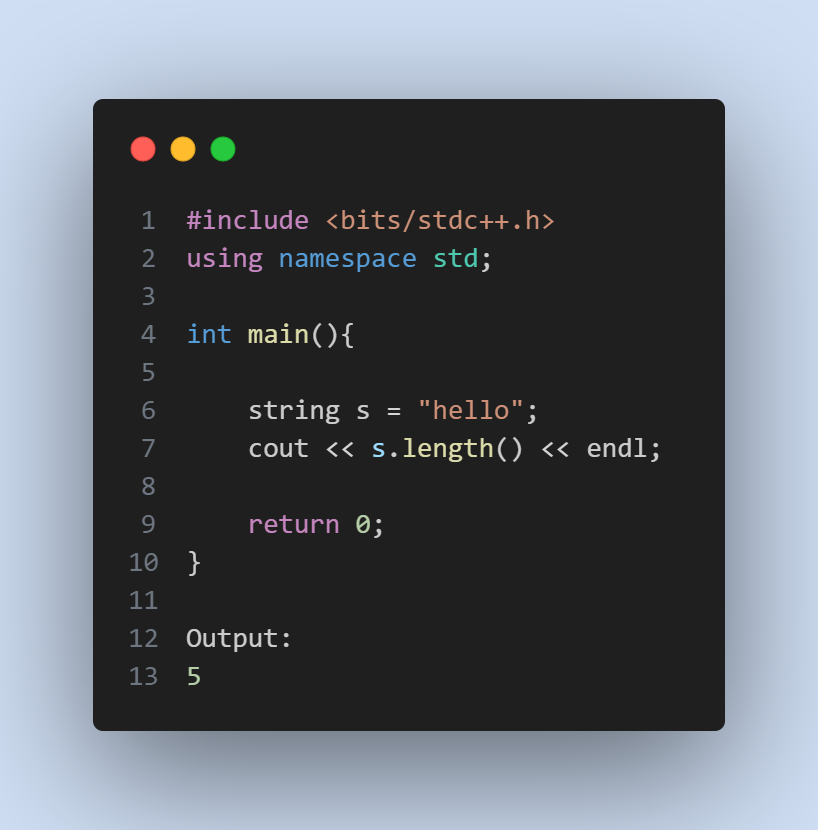 1 #include <bits/stdc++.h>
2 using namespace std;
3
4 int main(){
5
6     string s = "hello";
7     cout << s.length() << endl;
8
9     return 0;
10 }
11
12 Output:
13 5